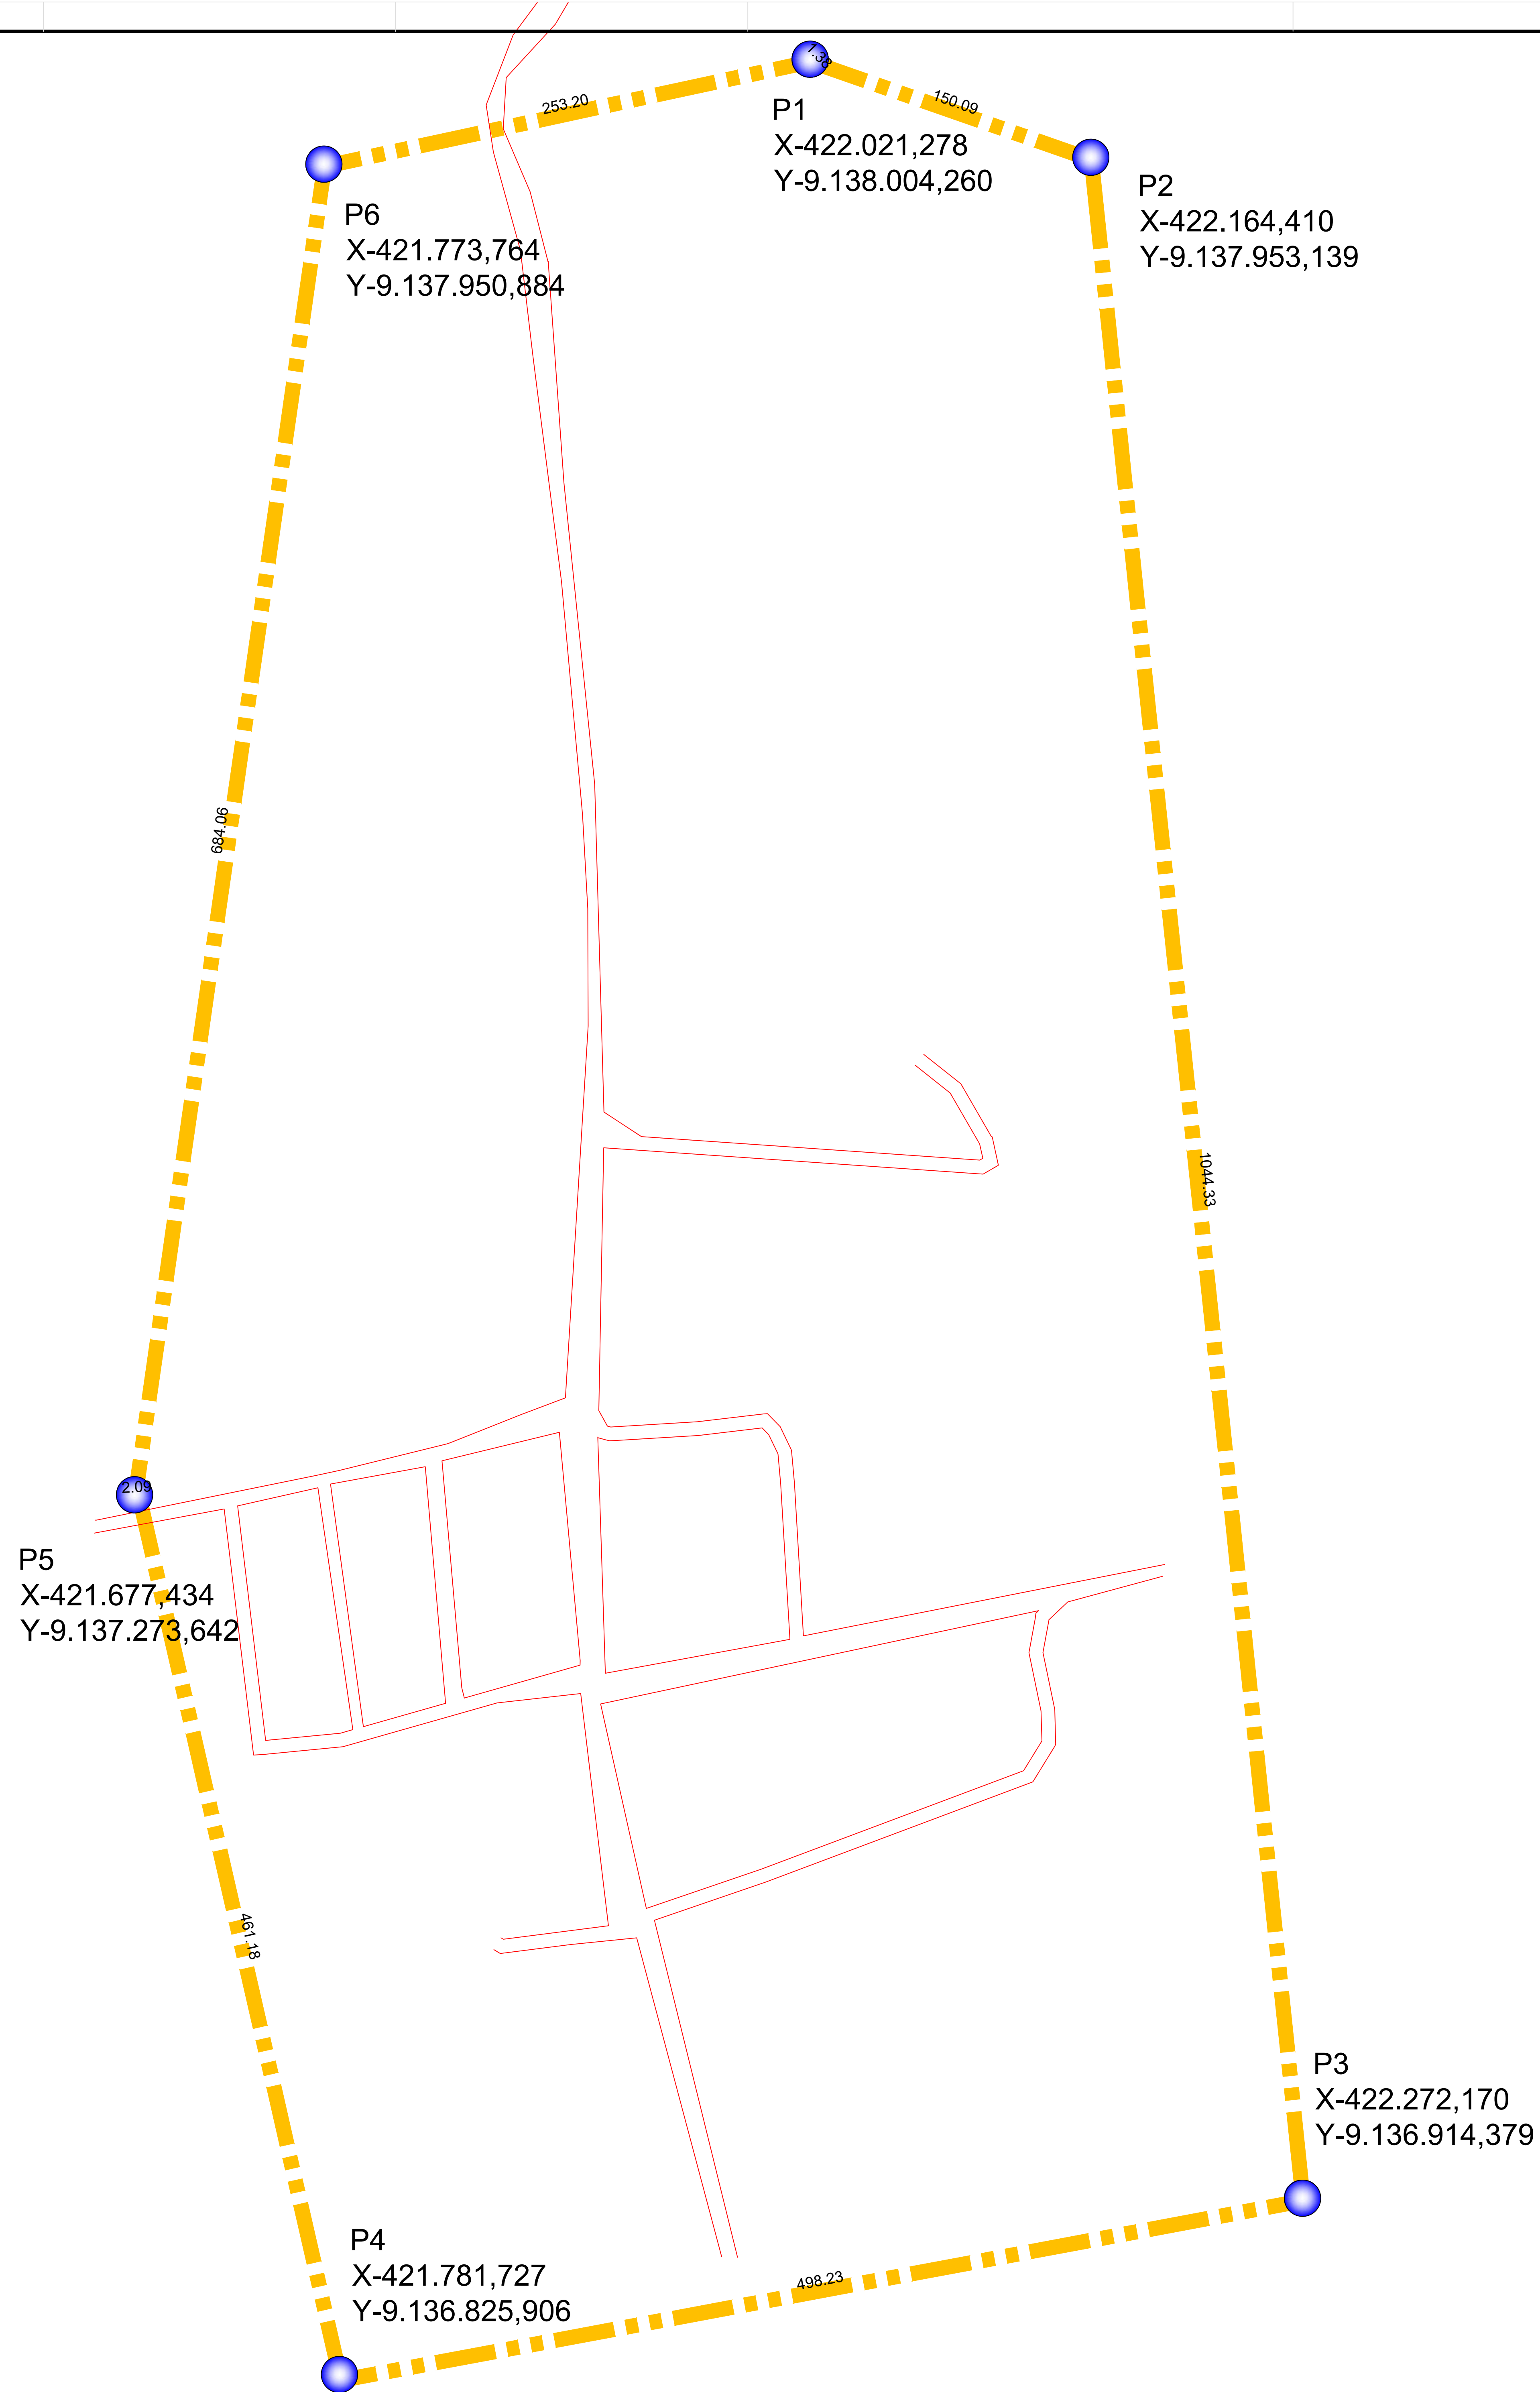 1.38
253.20
150.09
P1
X-422.021,278
Y-9.138.004,260
P2
X-422.164,410
Y-9.137.953,139
P6
X-421.773,764
Y-9.137.950,884
684.06
1044.33
2.09
P5
X-421.677,434
Y-9.137.273,642
461.18
P3
X-422.272,170
Y-9.136.914,379
P4
X-421.781,727
Y-9.136.825,906
498.23